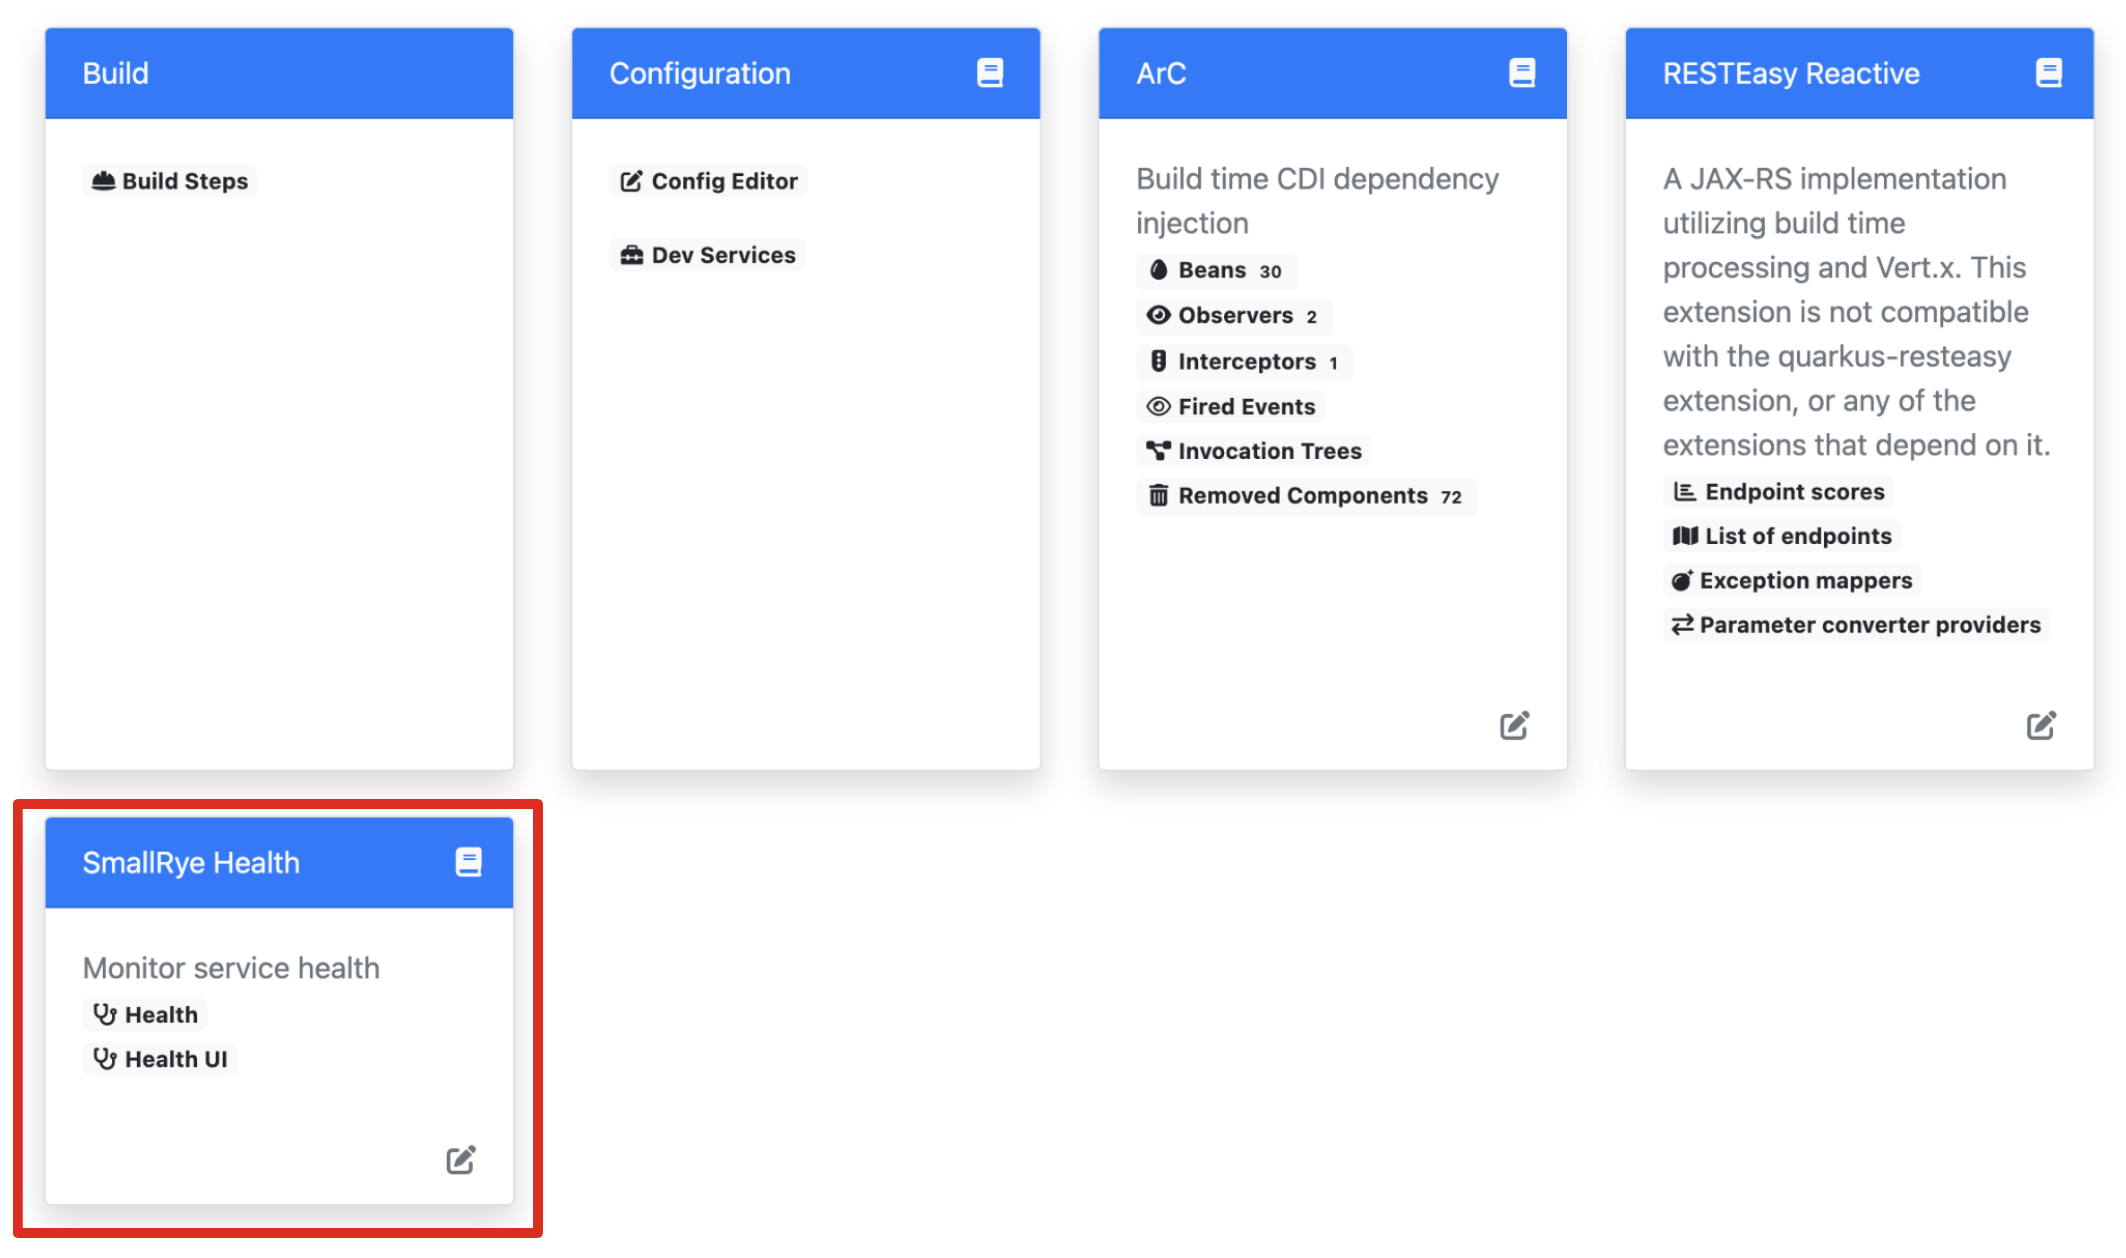 Build
Build Steps
Configuration
Config Editor
Dev Services
ArC
Build time CDI dependency
injection
Beans 30
Observers 2
Interceptors 1
Fired Events
Invocation Trees
Removed Components 72
RESTEasy Reactive
A JAX-RS implementation
utilizing build time
processing and Vert.x. This
extension is not compatible
with the quarkus-resteasy
extension, or any of the
extensions that depend on it.
Endpoint scores
List of endpoints
Exception mappers
Parameter converter providers
SmallRye Health
Monitor service health
Health
Health UI